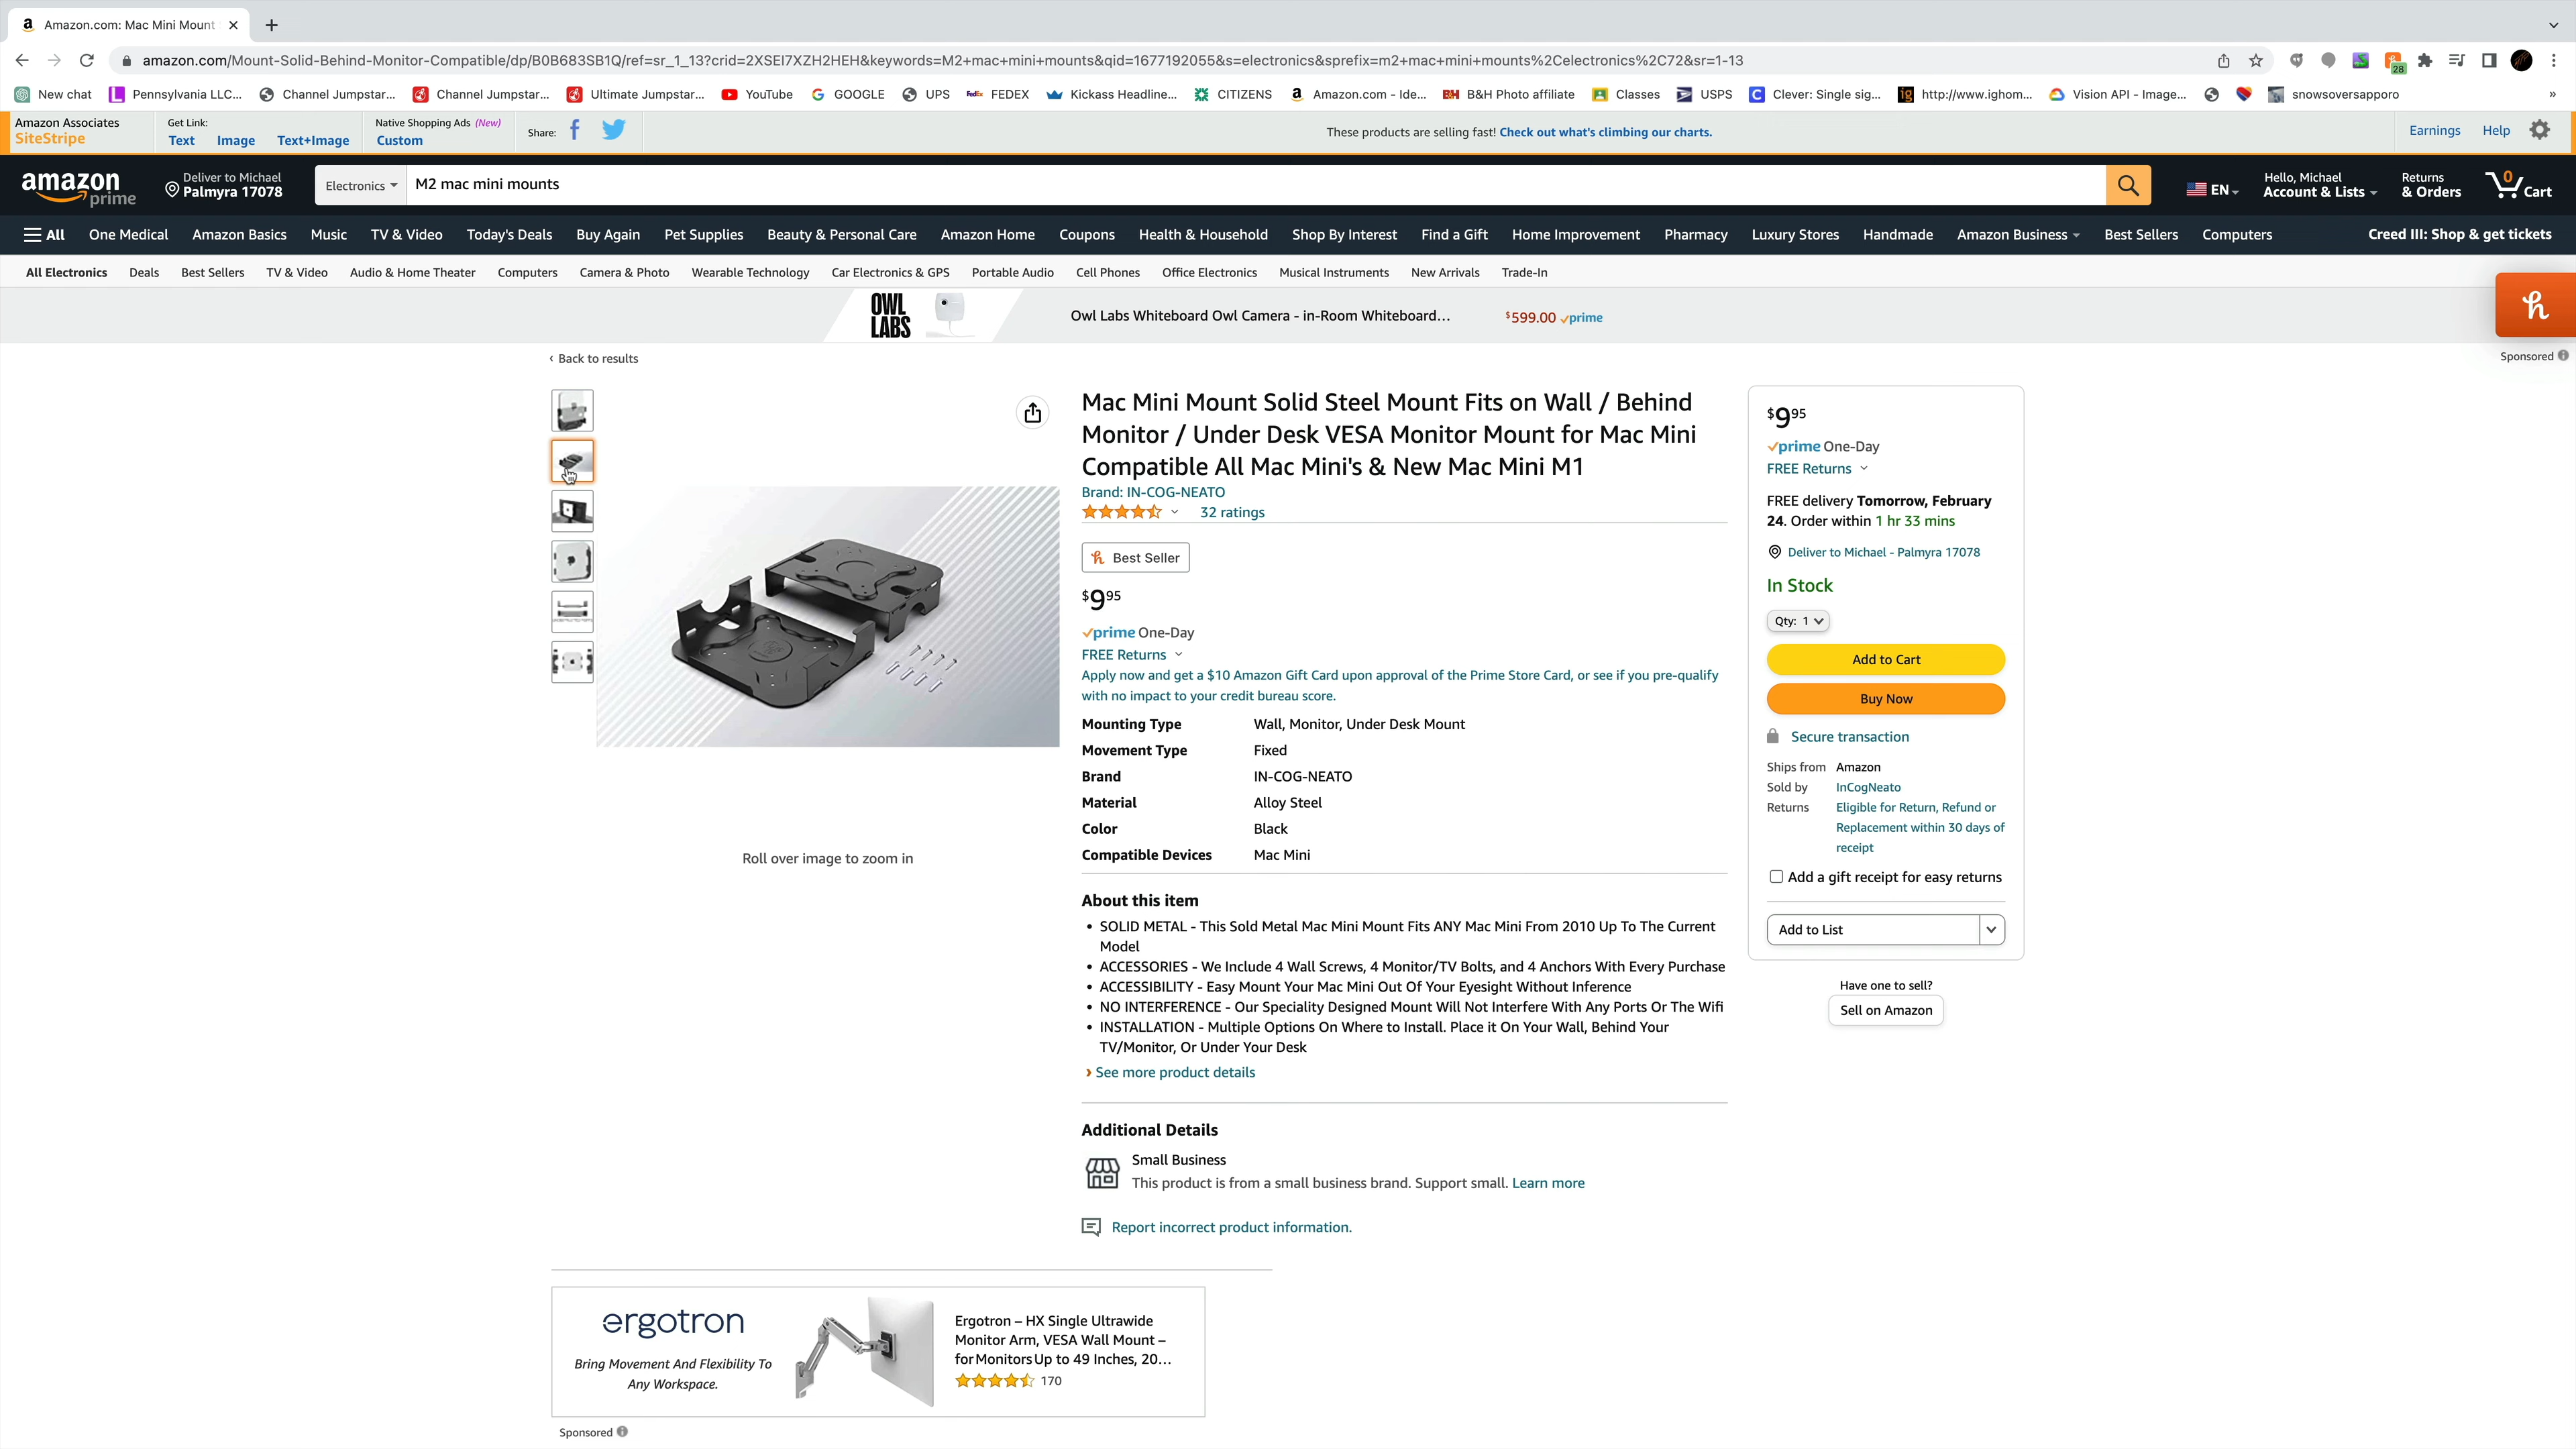 Amazon.com: Mac Mini Mount
amazon.com/Mount-Solid-Behind-Monitor-Compatible/dp/B0B683SB1Q/ref=sr_1_13?crid=2XSEI7XZH2HEH&keywords=M2+mac+mini+mounts&qid=1677192055&s=electronics&sprefix=m2+mac+mini+mounts%2Celectronics%2C72&sr=1-13
28
New chat Pennsylvania LLC... Channel Jumpstar... Channel Jumpstar... Ultimate Jumpstar... YouTube GOOGLE UPS FedEx FEDEX Kickass Headline... CITIZENS Amazon.com - Ide... B&H Photo affiliate Classes USPS Clever: Single sig... http://www.ighom... Vision API - Image... snowsoversapporo »
Amazon Associates Get Link: Native Shopping Ads (New)
SiteStripe Text Image Text+Image Custom Share: These products are selling fast! Check out what's climbing our charts. Earnings Help
amazon prime Deliver to Michael Palmyra 17078 Electronics M2 mac mini mounts EN Hello, Michael Account & Lists Returns & Orders 0 Cart
All One Medical Amazon Basics Music TV & Video Today's Deals Buy Again Pet Supplies Beauty & Personal Care Amazon Home Coupons Health & Household Shop By Interest Find a Gift Home Improvement Pharmacy Luxury Stores Handmade Amazon Business Best Sellers Computers Creed III: Shop & get tickets
All Electronics Deals Best Sellers TV & Video Audio & Home Theater Computers Camera & Photo Wearable Technology Car Electronics & GPS Portable Audio Cell Phones Office Electronics Musical Instruments New Arrivals Trade-In
OWL LABS Owl Labs Whiteboard Owl Camera - in-Room Whiteboard... $599.00 prime
‹ Back to results
Sponsored
Mac Mini Mount Solid Steel Mount Fits on Wall / Behind
Monitor / Under Desk VESA Monitor Mount for Mac Mini
Compatible All Mac Mini's & New Mac Mini M1
Brand: IN-COG-NEATO
32 ratings
Best Seller
$9 95
prime One-Day
FREE Returns
Apply now and get a $10 Amazon Gift Card upon approval of the Prime Store Card, or see if you pre-qualify
with no impact to your credit bureau score.
Mounting Type Wall, Monitor, Under Desk Mount
Movement Type Fixed
Brand IN-COG-NEATO
Material Alloy Steel
Color Black
Compatible Devices Mac Mini
Roll over image to zoom in
About this item
• SOLID METAL - This Sold Metal Mac Mini Mount Fits ANY Mac Mini From 2010 Up To The Current
Model
• ACCESSORIES - We Include 4 Wall Screws, 4 Monitor/TV Bolts, and 4 Anchors With Every Purchase
• ACCESSIBILITY - Easy Mount Your Mac Mini Out Of Your Eyesight Without Inference
• NO INTERFERENCE - Our Speciality Designed Mount Will Not Interfere With Any Ports Or The Wifi
• INSTALLATION - Multiple Options On Where to Install. Place it On Your Wall, Behind Your
TV/Monitor, Or Under Your Desk
› See more product details
Additional Details
Small Business
This product is from a small business brand. Support small. Learn more
Report incorrect product information.
$9 95
prime One-Day
FREE Returns
FREE delivery Tomorrow, February
24. Order within 1 hr 33 mins
Deliver to Michael - Palmyra 17078
In Stock
Qty: 1
Add to Cart
Buy Now
Secure transaction
Ships from Amazon
Sold by InCogNeato
Returns Eligible for Return, Refund or
Replacement within 30 days of
receipt
Add a gift receipt for easy returns
Add to List
Have one to sell?
Sell on Amazon
ergotron
Bring Movement And Flexibility To
Any Workspace.
Ergotron – HX Single Ultrawide
Monitor Arm, VESA Wall Mount –
for Monitors Up to 49 Inches, 20...
170
Sponsored